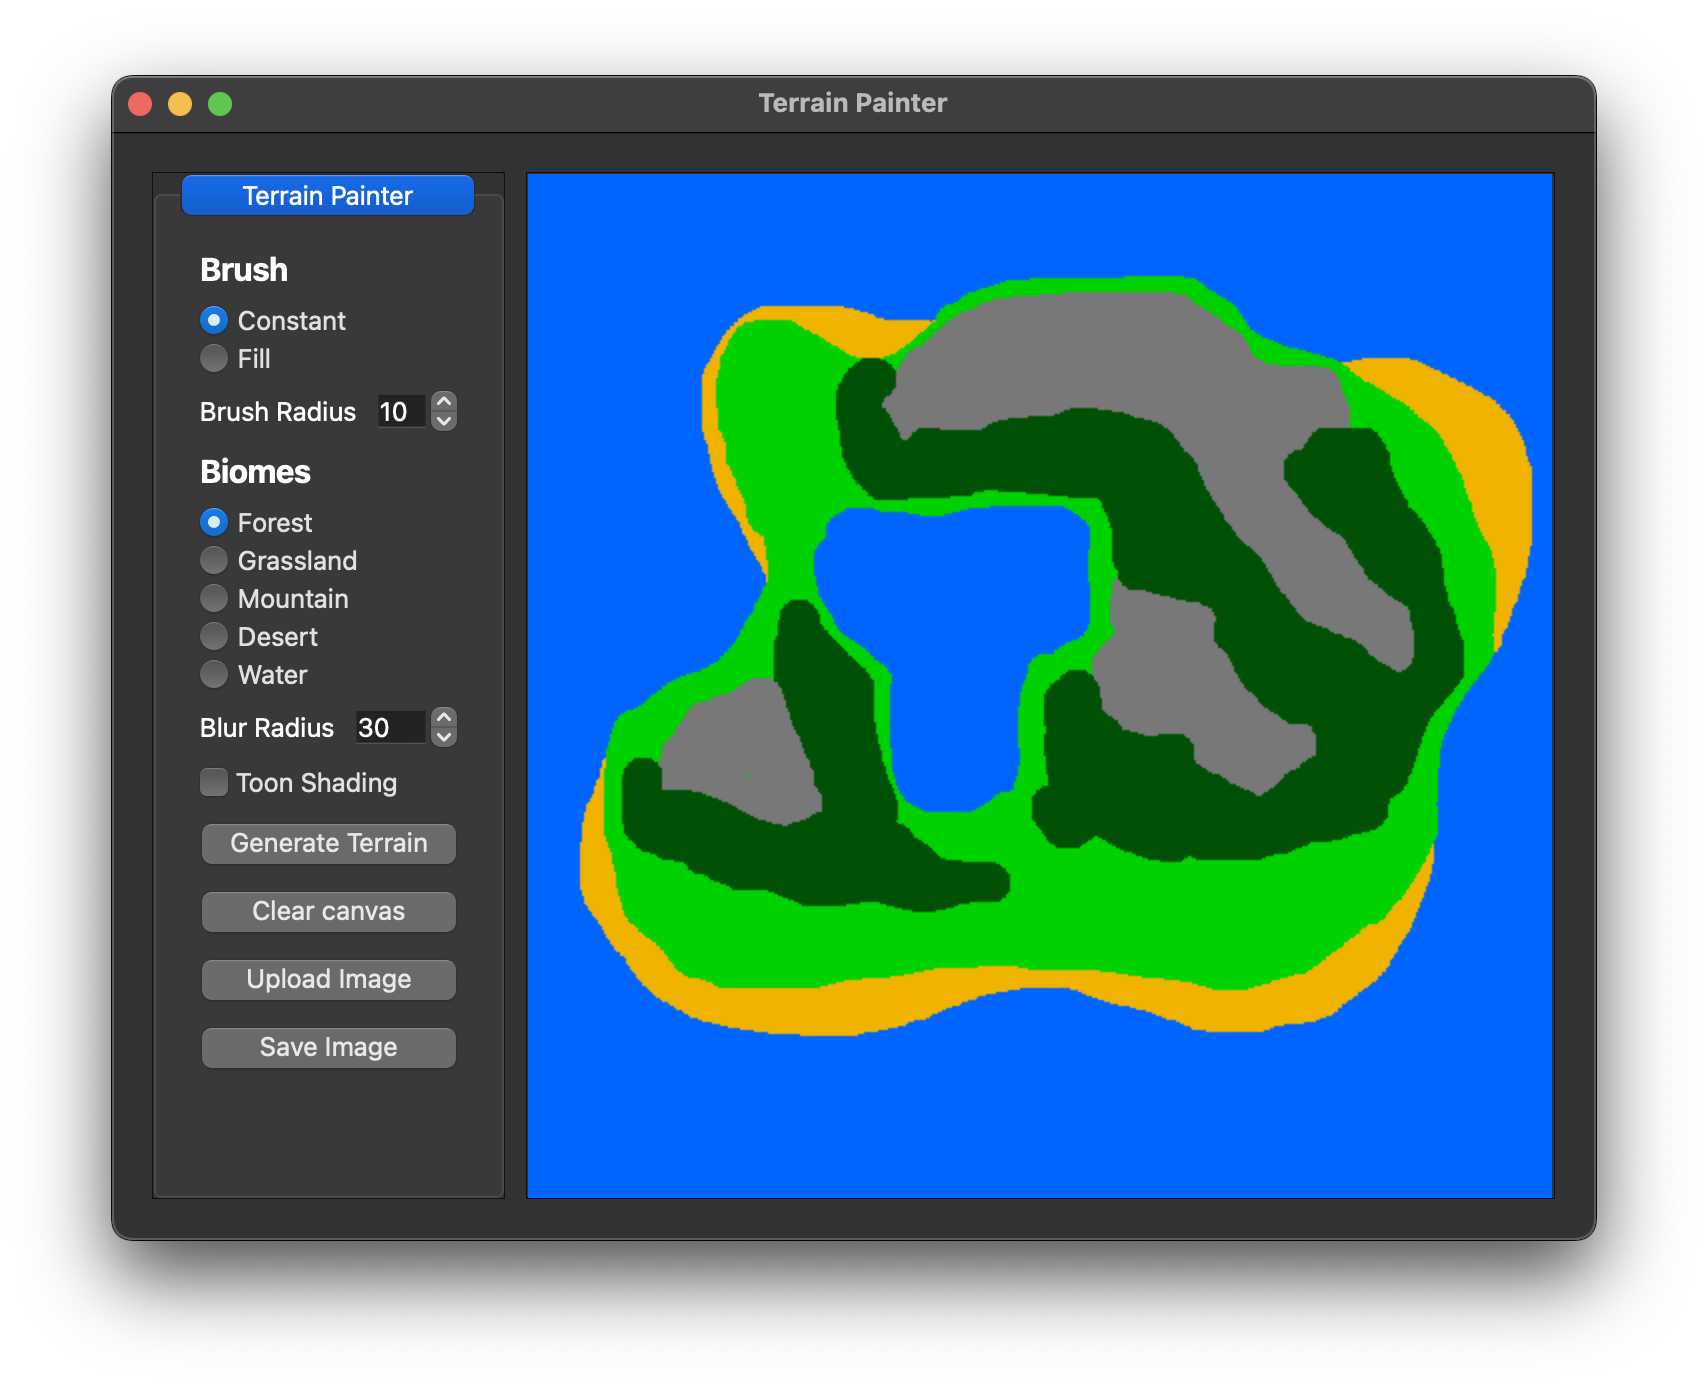 Terrain Painter
Terrain Painter
Brush
Constant
Fill
Brush Radius 10
Biomes
Forest
Grassland
Mountain
Desert
Water
Blur Radius 30
Toon Shading
Generate Terrain
Clear canvas
Upload Image
Save Image